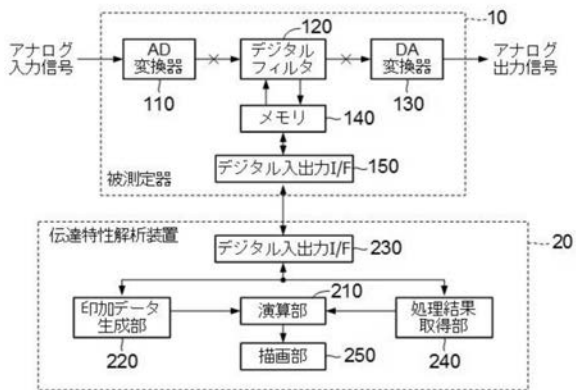 10
120
アナログ
入力信号
AD
変換器
110
デジタル
フィルタ
DA
変換器
130
アナログ
出力信号
メモリ
140
デジタル入出力I/F
150
被測定器
伝達特性解析装置
デジタル入出力I/F
230
20
印加データ
生成部
220
210
演算部
処理結果
取得部
240
描画部
250